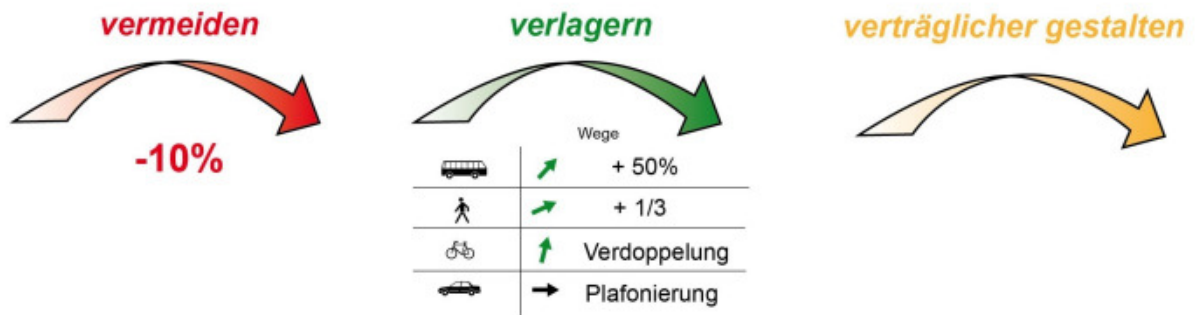 vermeiden
-10%
verlagern
Wege
+ 50%
+ 1/3
Verdoppelung
Plafonierung
verträglicher gestalten